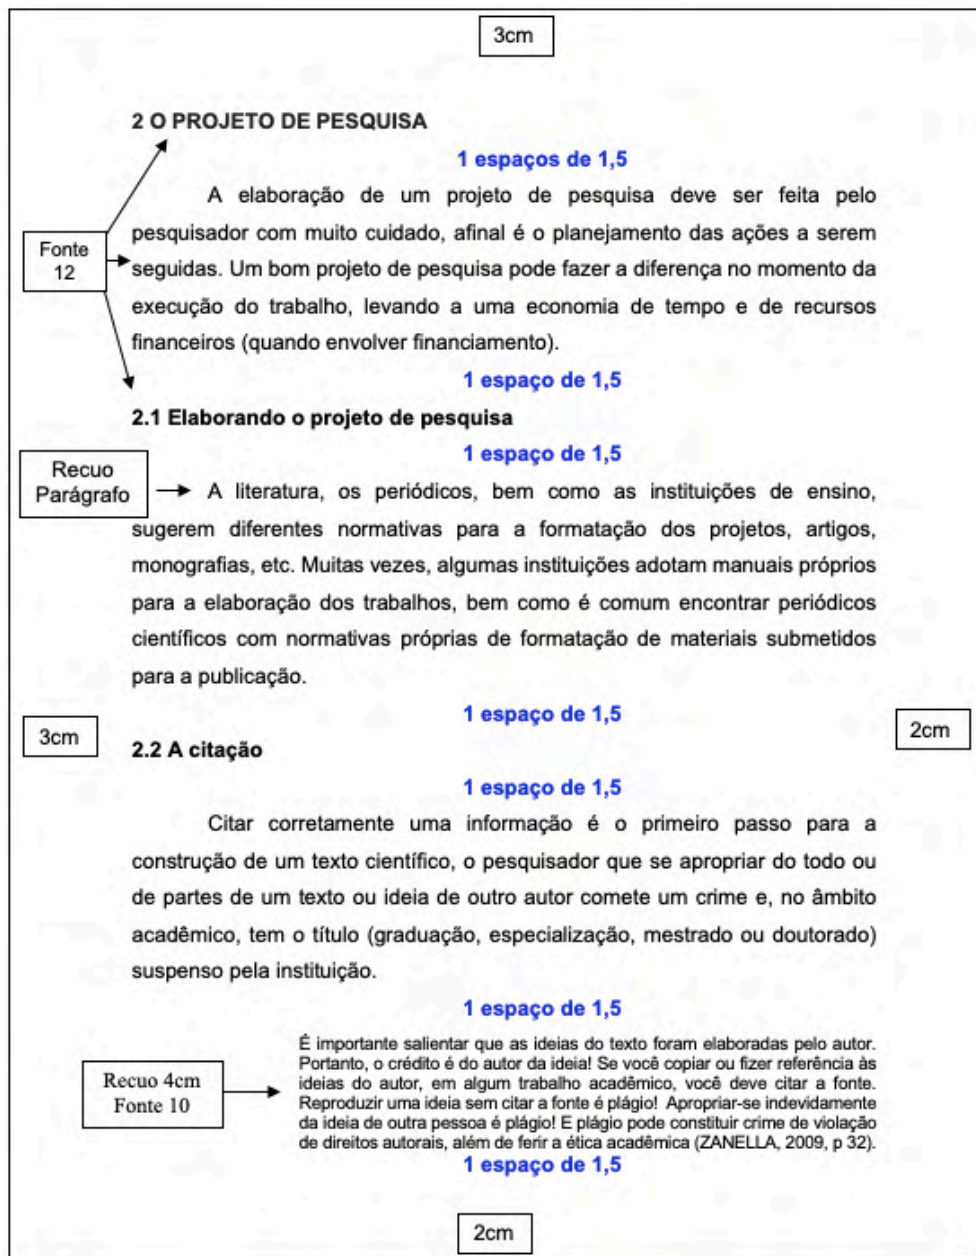 3cm
2 O PROJETO DE PESQUISA
1 espaços de 1,5
A elaboração de um projeto de pesquisa deve ser feita pelo
pesquisador com muito cuidado, afinal é o planejamento das ações a serem
Fonte
12
seguidas. Um bom projeto de pesquisa pode fazer a diferença no momento da
execução do trabalho, levando a uma economia de tempo e de recursos
financeiros (quando envolver financiamento).
1 espaço de 1,5
2.1 Elaborando o projeto de pesquisa
1 espaço de 1,5
Recuo
Parágrafo
A literatura, os periódicos, bem como as instituições de ensino,
sugerem diferentes normativas para a formatação dos projetos, artigos,
monografias, etc. Muitas vezes, algumas instituições adotam manuais próprios
para a elaboração dos trabalhos, bem como é comum encontrar periódicos
científicos com normativas próprias de formatação de materiais submetidos
para a publicação.
1 espaço de 1,5
3cm
2cm
2.2 A citação
1 espaço de 1,5
Citar corretamente uma informação é o primeiro passo para a
construção de um texto científico, o pesquisador que se apropriar do todo ou
de partes de um texto ou ideia de outro autor comete um crime e, no âmbito
acadêmico, tem o título (graduação, especialização, mestrado ou doutorado)
suspenso pela instituição.
1 espaço de 1,5
Recuo 4cm
Fonte 10
É importante salientar que as ideias do texto foram elaboradas pelo autor.
Portanto, o crédito é do autor da ideia! Se você copiar ou fizer referência às
ideias do autor, em algum trabalho acadêmico, você deve citar a fonte.
Reproduzir uma ideia sem citar a fonte é plágio! Apropriar-se indevidamente
da ideia de outra pessoa é plágio! E plágio pode constituir crime de violação
de direitos autorais, além de ferir a ética acadêmica (ZANELLA, 2009, p 32).
1 espaço de 1,5
2cm